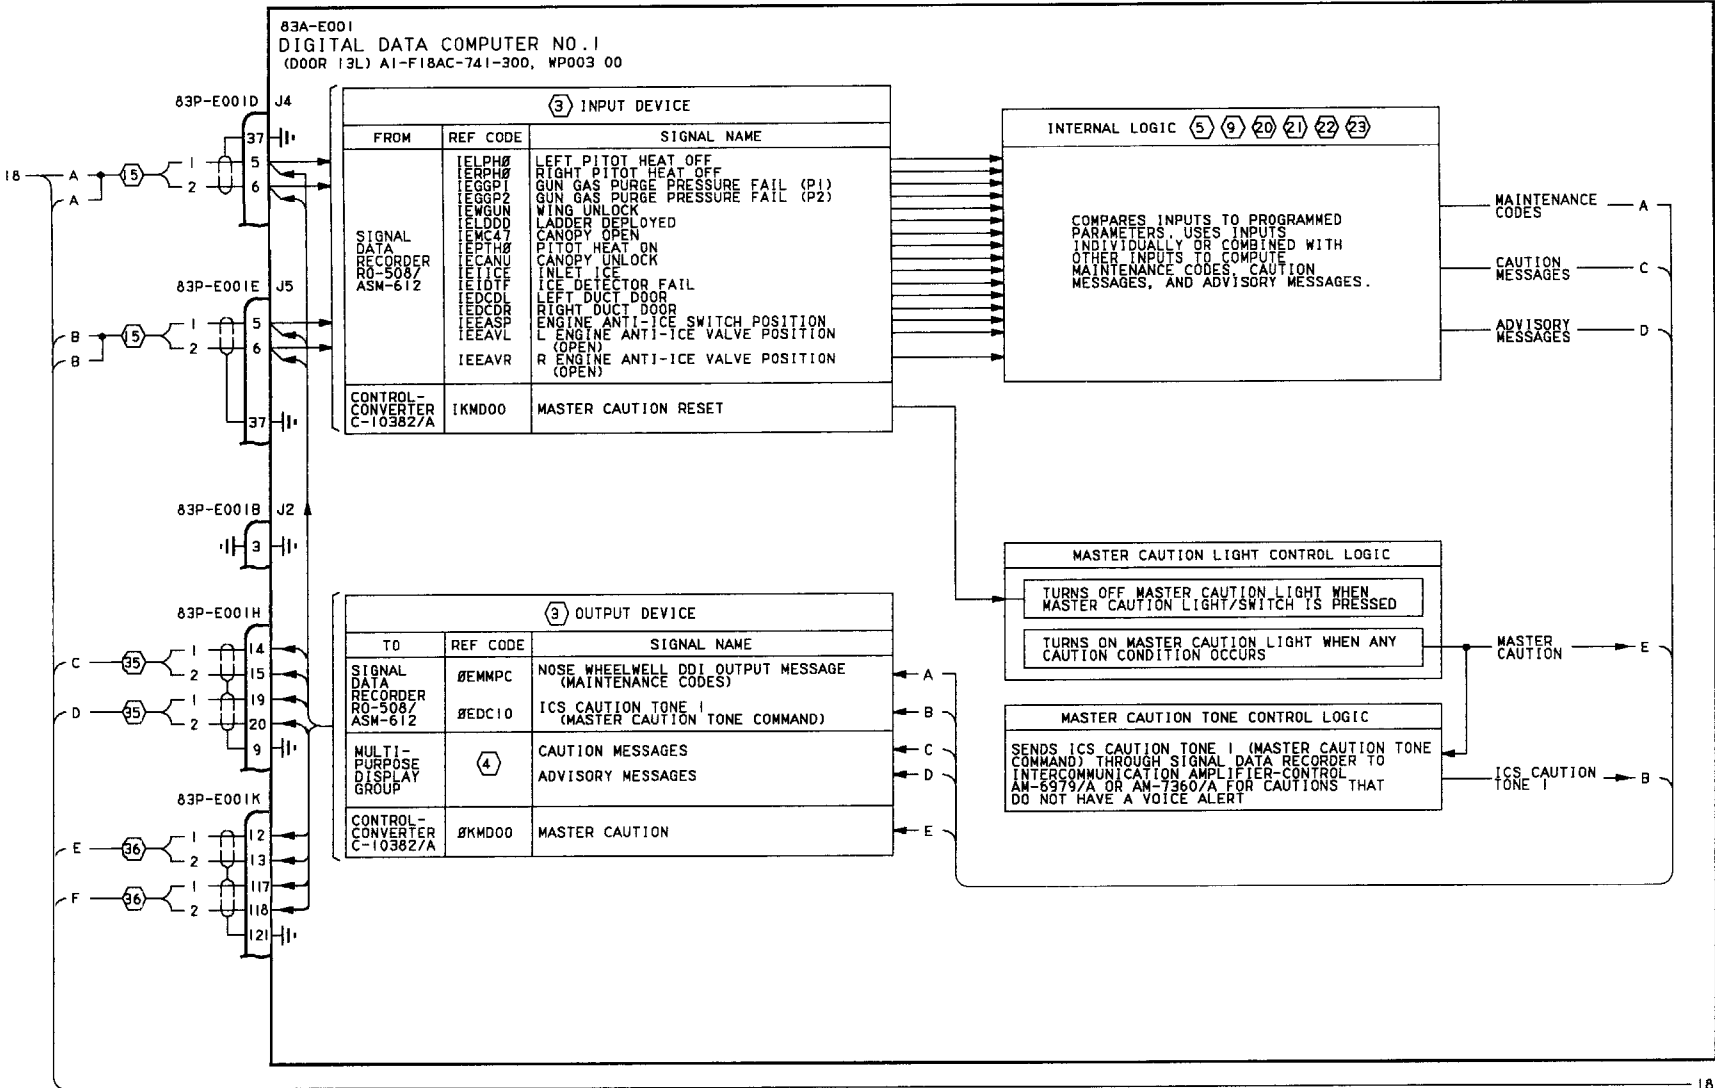 83A-E001
DIGITAL DATA COMPUTER NO.1
(DOOR 13L) A1-F18AC-741-300, WP003 00
83P-E001D J4
37
18
A
A
15
1
2
5
6
83P-E001E J5
B
B
15
1
2
5
6
37
83P-E001B J2
3
83P-E001H
C
35
1
2
14
15
D
35
1
2
19
20
9
83P-E001K
E
36
1
2
12
13
F
36
1
2
117
118
121
3 INPUT DEVICE
FROM REF CODE SIGNAL NAME
SIGNAL
DATA
RECORDER
RO-508/
ASM-612
IELPHØ LEFT PITOT HEAT OFF
IERPHØ RIGHT PITOT HEAT OFF
IEGGP1 GUN GAS PURGE PRESSURE FAIL (P1)
IEGGP2 GUN GAS PURGE PRESSURE FAIL (P2)
IEWGUN WING UNLOCK
IELDDD LADDER DEPLOYED
IEMC47 CANOPY OPEN
IEPTHØ PITOT HEAT ON
IECANU CANOPY UNLOCK
IEIICE INLET ICE
IEIDTF ICE DETECTOR FAIL
IEDCDL LEFT DUCT DOOR
IEDCDR RIGHT DUCT DOOR
IEEASP ENGINE ANTI-ICE SWITCH POSITION
IEEAVL L ENGINE ANTI-ICE VALVE POSITION
(OPEN)
IEEAVR R ENGINE ANTI-ICE VALVE POSITION
(OPEN)
CONTROL-
CONVERTER
C-10382/A
IKMD00 MASTER CAUTION RESET
INTERNAL LOGIC 5 9 20 21 22 23
COMPARES INPUTS TO PROGRAMMED
PARAMETERS, USES INPUTS
INDIVIDUALLY OR COMBINED WITH
OTHER INPUTS TO COMPUTE
MAINTENANCE CODES, CAUTION
MESSAGES, AND ADVISORY MESSAGES.
MAINTENANCE
CODES
A
CAUTION
MESSAGES
C
ADVISORY
MESSAGES
D
MASTER CAUTION LIGHT CONTROL LOGIC
TURNS OFF MASTER CAUTION LIGHT WHEN
MASTER CAUTION LIGHT/SWITCH IS PRESSED
TURNS ON MASTER CAUTION LIGHT WHEN ANY
CAUTION CONDITION OCCURS
MASTER
CAUTION
E
MASTER CAUTION TONE CONTROL LOGIC
SENDS ICS CAUTION TONE 1 (MASTER CAUTION TONE
COMMAND) THROUGH SIGNAL DATA RECORDER TO
INTERCOMMUNICATION AMPLIFIER-CONTROL
AM-6979/A OR AM-7360/A FOR CAUTIONS THAT
DO NOT HAVE A VOICE ALERT
ICS CAUTION
TONE 1
B
3 OUTPUT DEVICE
TO REF CODE SIGNAL NAME
SIGNAL
DATA
RECORDER
RO-508/
ASM-612
ØEMMPC NOSE WHEELWELL DDI OUTPUT MESSAGE
(MAINTENANCE CODES)
A
ØEDC10 ICS CAUTION TONE 1
(MASTER CAUTION TONE COMMAND)
B
MULTI-
PURPOSE
DISPLAY
GROUP
4
CAUTION MESSAGES
C
ADVISORY MESSAGES
D
CONTROL-
CONVERTER
C-10382/A
ØKMD00 MASTER CAUTION
E
18